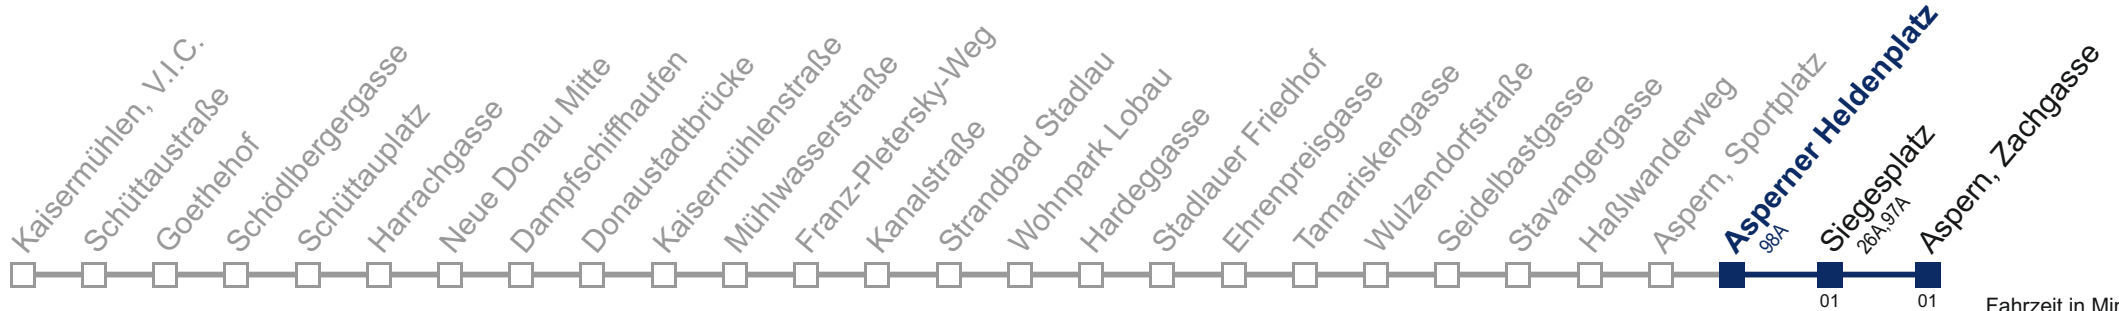 Kaisermühlen, V.I.C.
Schüttaustraße
Goethehof
Schödlbergergasse
Schüttauplatz
Harrachgasse
Neue Donau Mitte
Dampfschiffhaufen
Donaustadtbrücke
Kaisermühlenstraße
Mühlwasserstraße
Franz-Pletersky-Weg
Kanalstraße
Strandbad Stadlau
Wohnpark Lobau
Hardeggasse
Stadlauer Friedhof
Ehrenpreisgasse
Tamariskengasse
Wulzendorfstraße
Seidelbastgasse
Stavangergasse
Haßlwanderweg
Aspern, Sportplatz
Asperner Heldenplatz
98A
Siegesplatz
26A,97A
Aspern, Zachgasse
01
01
Fahrzeit in